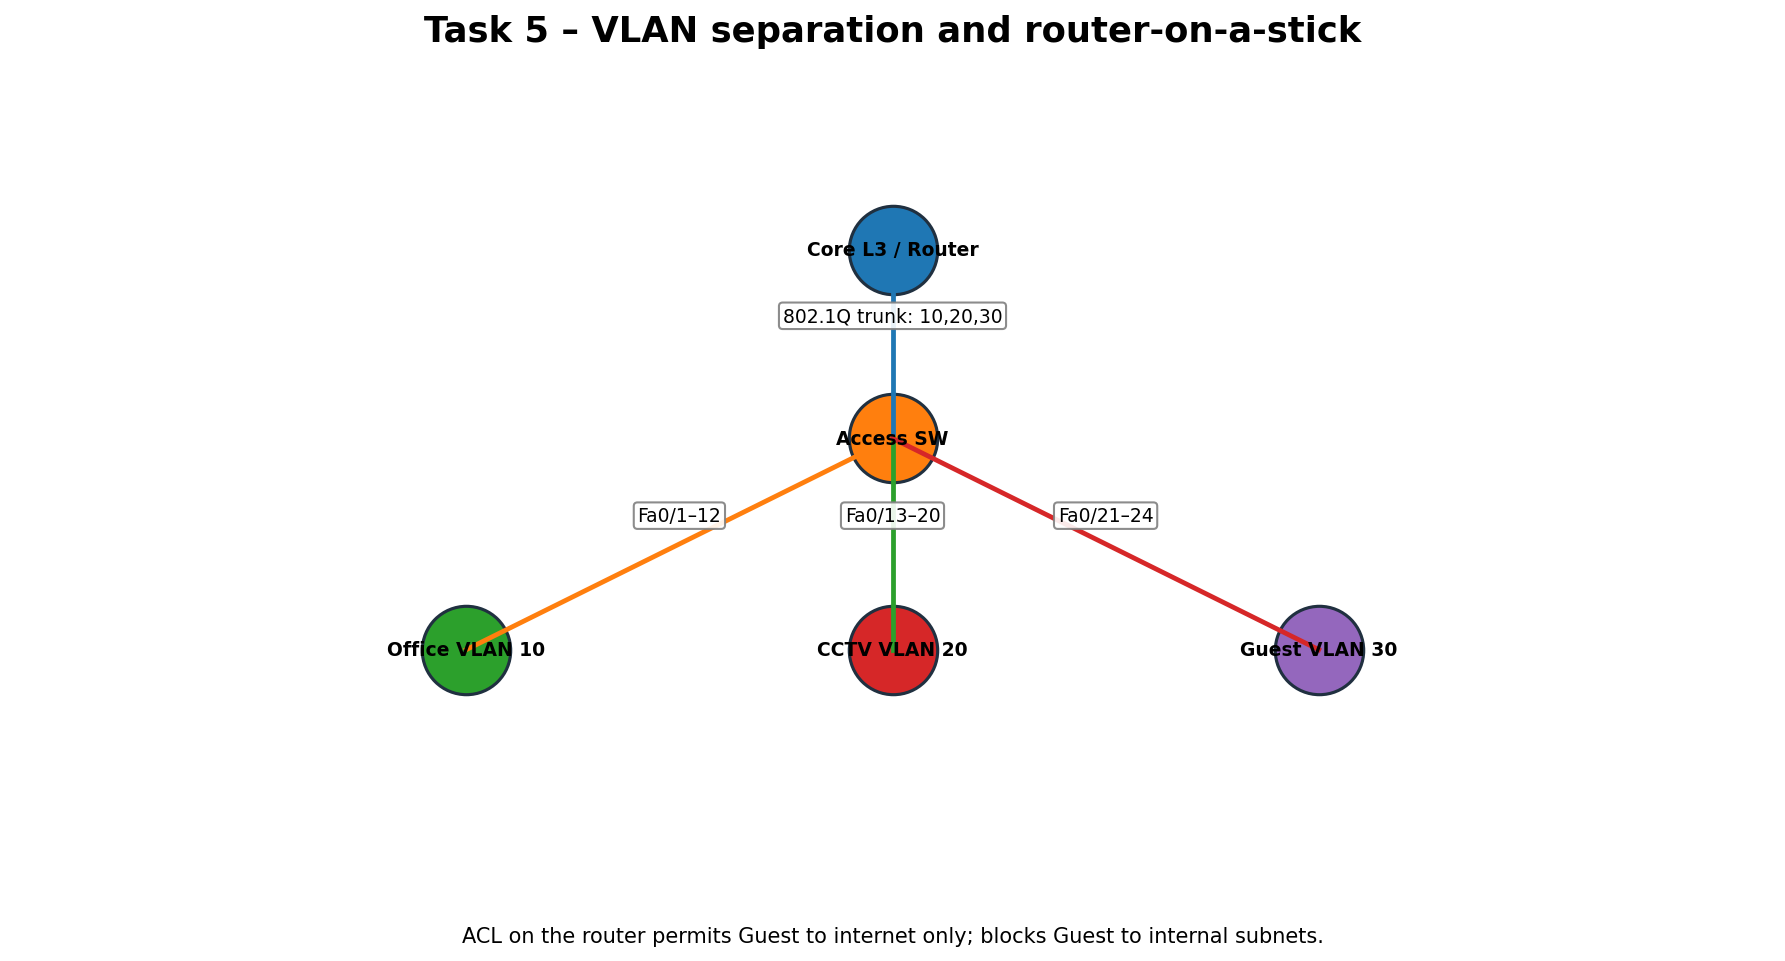 Task 5 – VLAN separation and router-on-a-stick
Core L3 / Router
802.1Q trunk: 10,20,30
Access SW
Fa0/1–12
Fa0/13–20
Fa0/21–24
Office VLAN 10
CCTV VLAN 20
Guest VLAN 30
ACL on the router permits Guest to internet only; blocks Guest to internal subnets.